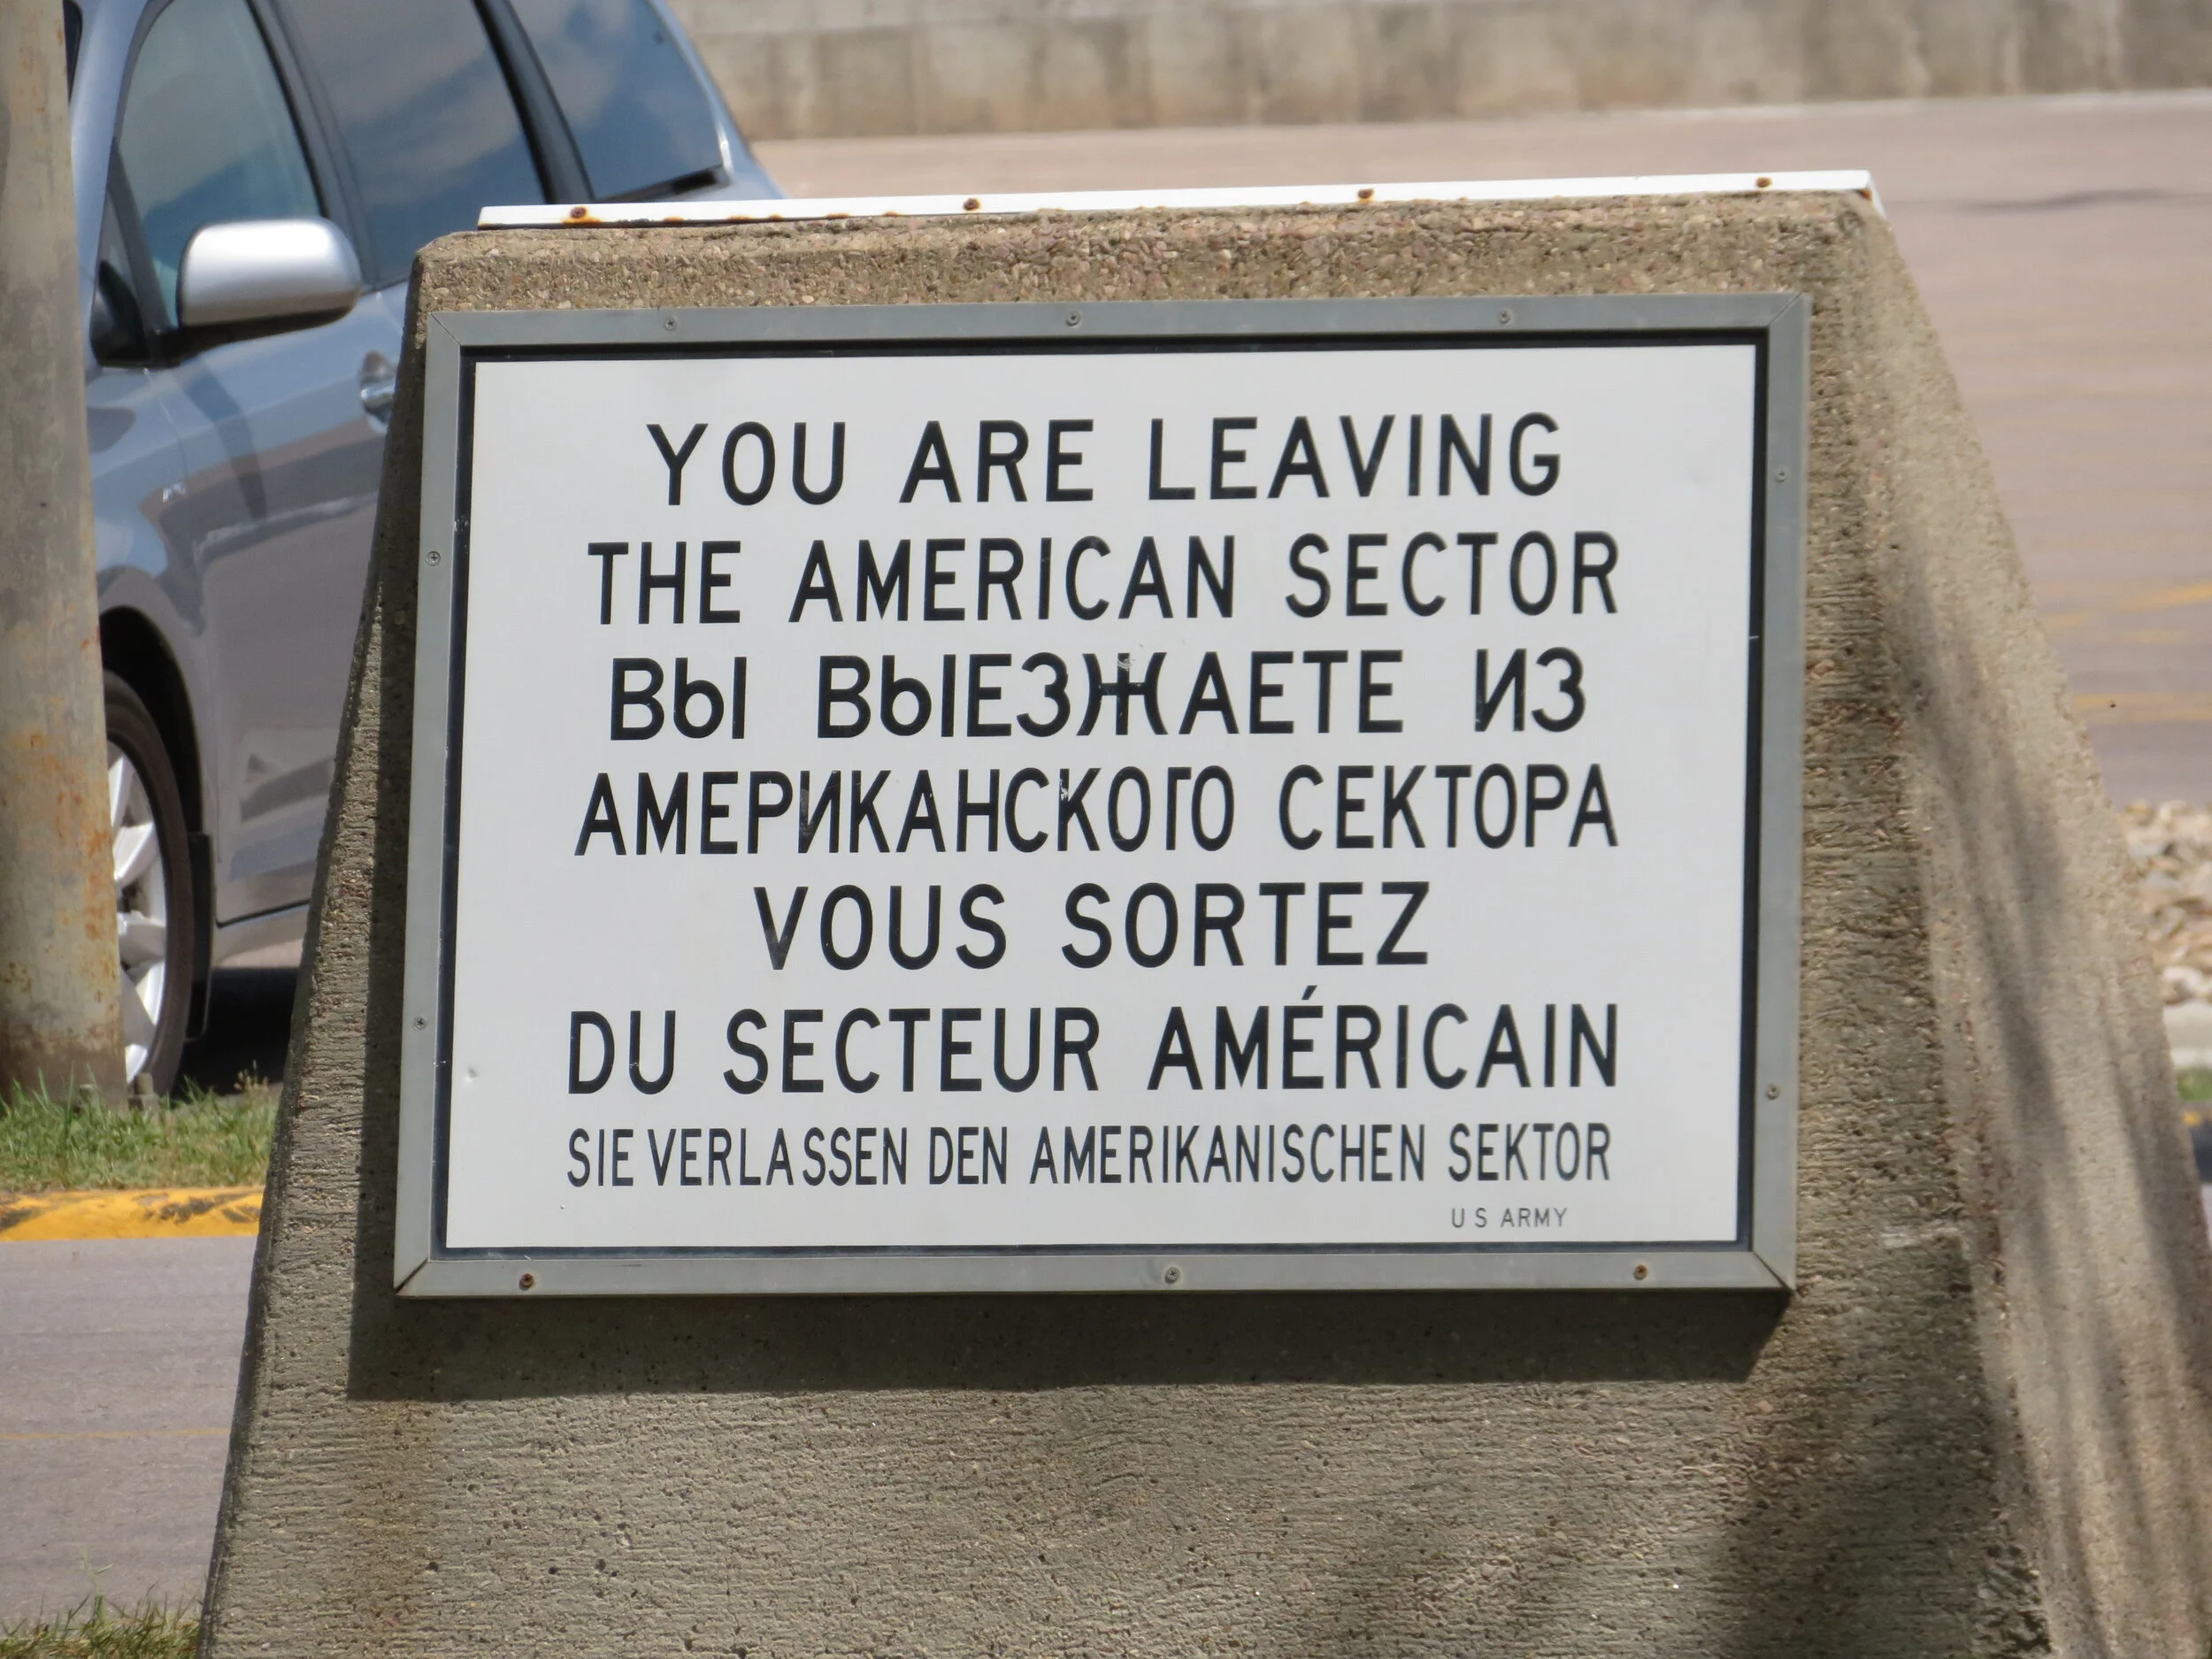 YOU ARE LEAVING
THE AMERICAN SECTOR
ВЫ ВЫЕЗЖАЕТЕ ИЗ
АМЕРИКАНСКОГО СЕКТОРА
VOUS SORTEZ
DU SECTEUR AMÉRICAIN
SIE VERLASSEN DEN AMERIKANISCHEN SEKTOR
U S ARMY